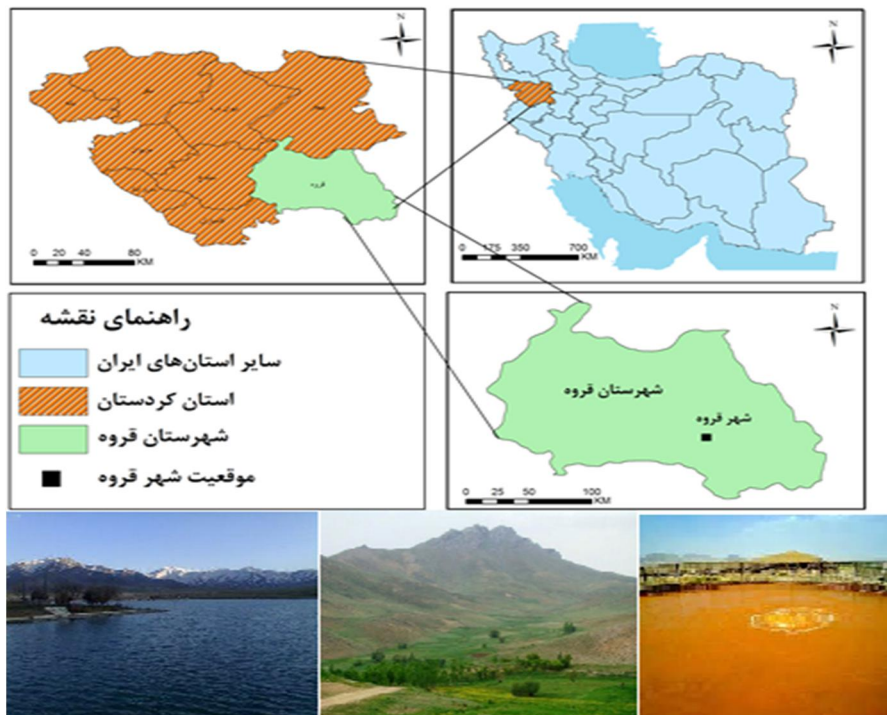 N
قروه
0 20 40 80
KM
N
0 175 350 700
KM
راهنمای نقشه
سایر استان‌های ایران
استان کردستان
شهرستان قروه
موقعیت شهر قروه
N
شهرستان قروه
شهر قروه
0 25 50 100
KM